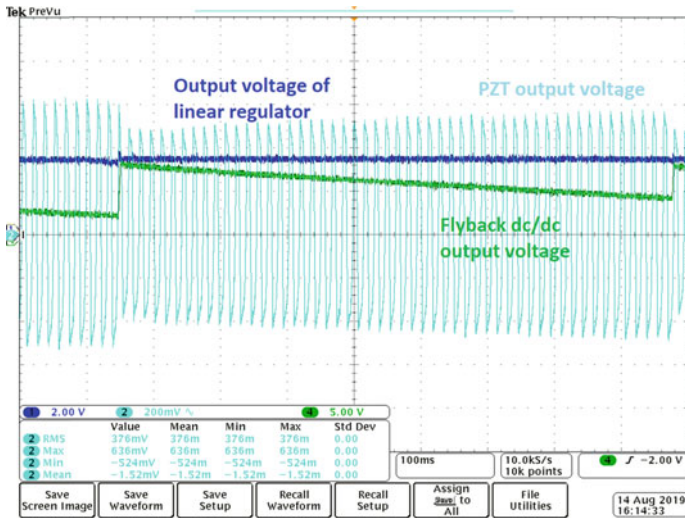 Tek PreVu
Output voltage of
linear regulator
PZT output voltage
Flyback dc/dc
output voltage
1 2.00 V 2 200mV ∿ 4 5.00 V
Value Mean Min Max Std Dev
2 RMS 376mV 376m 376m 376m 0.00
2 Max 636mV 636m 636m 636m 0.00
2 Min -524mV -524m -524m -524m 0.00
2 Mean -1.52mV -1.52m -1.52m -1.52m 0.00
100ms
10.0kS/s
10k points
4 ∫ -2.00 V
Save
Screen Image
Save
Waveform
Save
Setup
Recall
Waveform
Recall
Setup
Assign
Save to
All
File
Utilities
14 Aug 2019
16:14:33